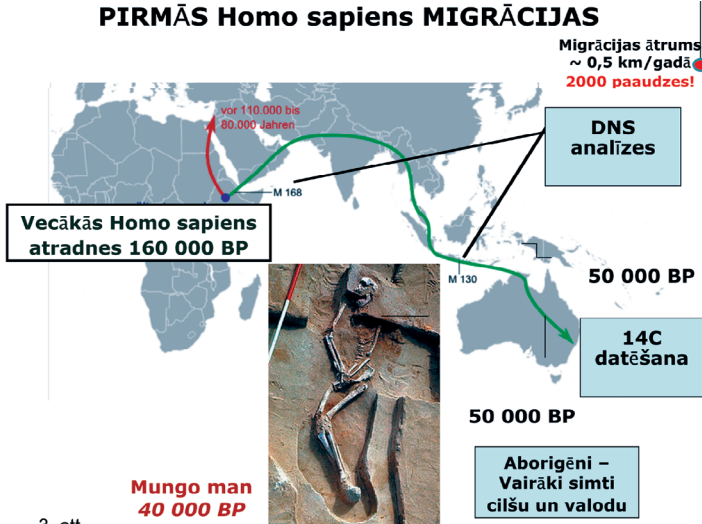 PIRMĀS Homo sapiens MIGRĀCIJAS
Migrācijas ātrums
~ 0,5 km/gadā
2000 paaudzes!
vor 110.000 bis
80.000 Jahren
DNS
analīzes
M 168
Vecākās Homo sapiens
atradnes 160 000 BP
M 130
50 000 BP
14C
datēšana
50 000 BP
Aborigēni –
Vairāki simti
cilšu un valodu
Mungo man
40 000 BP